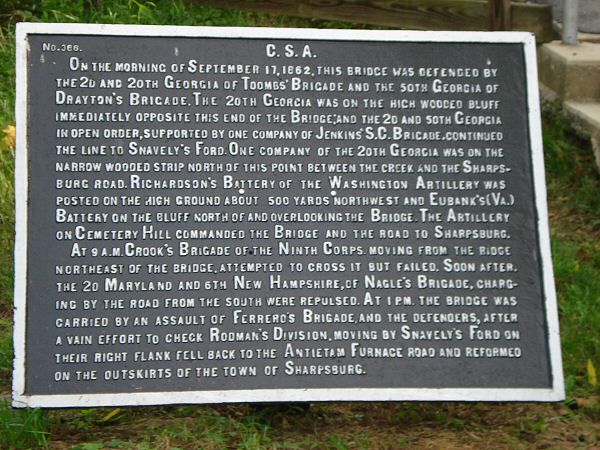 No. 366.
C.S.A.
On the morning of September 17, 1862, this bridge was defended by
the 2d and 20th Georgia of Toombs' Brigade and the 50th Georgia of
Drayton's Brigade. The 20th Georgia was on the high wooded bluff
immediately opposite this end of the Bridge; and the 2d and 50th Georgia
in open order, supported by one company of Jenkins' S.C. Brigade, continued
the line to Snavely's Ford. One company of the 20th Georgia was on the
narrow wooded strip north of this point between the creek and the Sharps-
burg road. Richardson's Battery of the Washington Artillery was
posted on the high ground about 500 yards northwest and Eubank's (Va.)
Battery on the bluff north of and overlooking the Bridge. The Artillery
on Cemetery Hill commanded the Bridge and the road to Sharpsburg.
At 9 A.M. Crook's Brigade of the Ninth Corps, moving from the ridge
northeast of the bridge, attempted to cross it but failed. Soon after,
the 2d Maryland and 6th New Hampshire, of Nagle's Brigade, charg-
ing by the road from the south were repulsed. At 1 P.M. the bridge was
carried by an assault of Ferrero's Brigade, and the defenders, after
a vain effort to check Rodman's Division, moving by Snavely's Ford on
their right flank fell back to the Antietam Furnace road and reformed
on the outskirts of the town of Sharpsburg.